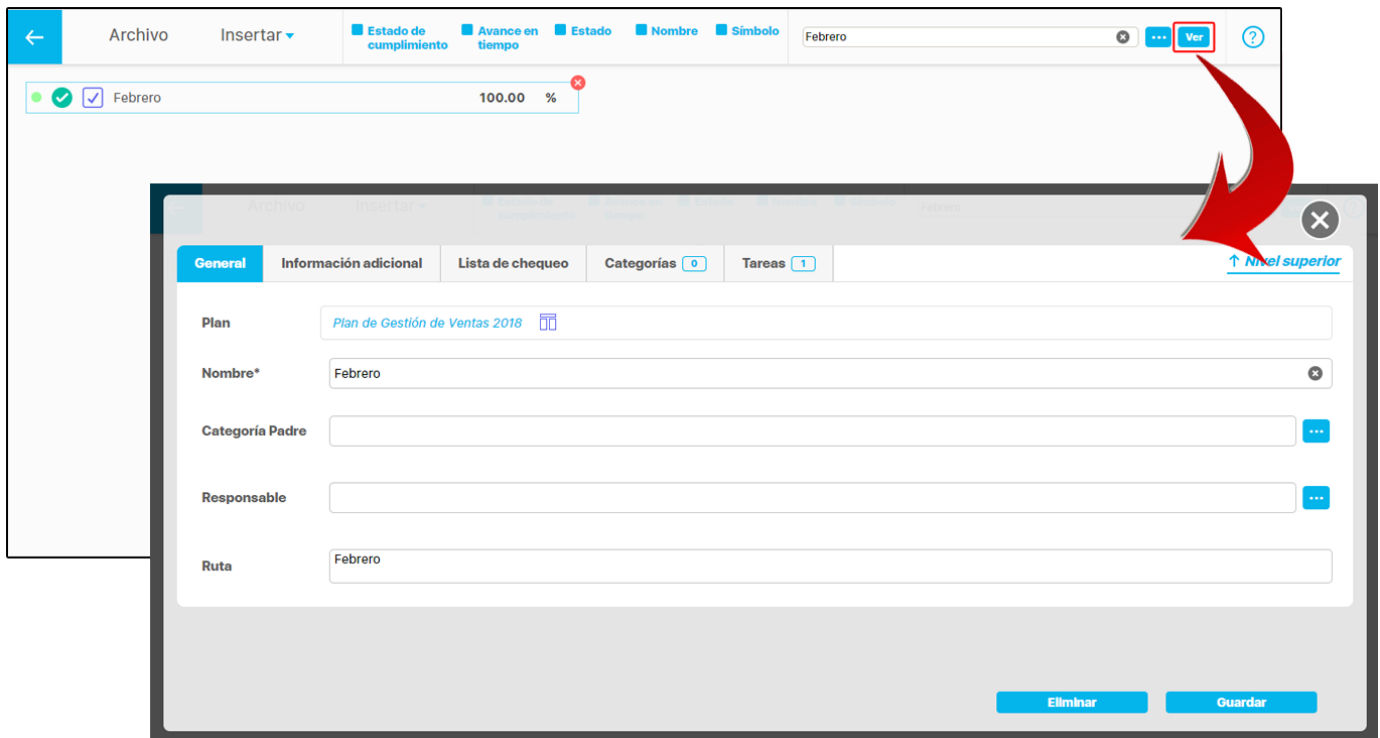 Archivo
Insertar
Estado de cumplimiento
Avance en tiempo
Estado
Nombre
Símbolo
Febrero
Ver
Febrero 100.00 %
Archivo
Insertar
General
Información adicional
Lista de chequeo
Categorías 0
Tareas 1
Nivel superior
Plan
Plan de Gestión de Ventas 2018
Nombre*
Febrero
Categoría Padre
Responsable
Ruta
Febrero
Eliminar
Guardar